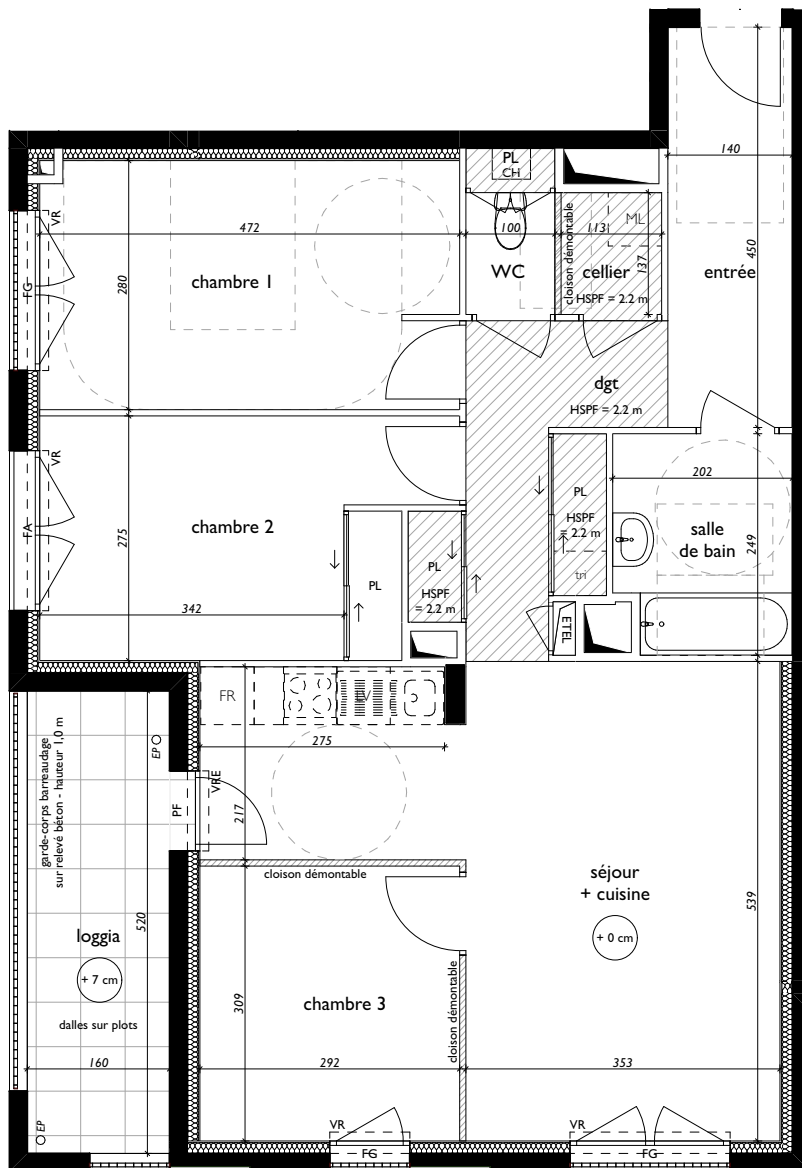 140
PL
CH
VR
472
100
cloison démontable
113
ML
137
450
280
chambre 1
WC
cellier
HSPF = 2.2 m
entrée
FG
dgt
HSPF = 2.2 m
VR
202
FA
275
chambre 2
PL
HSPF
= 2.2 m
tri
salle
de bain
249
342
PL
PL
HSPF
= 2.2 m
ETEL
FR
LV
275
garde-corps barreaudage
sur relevé béton - hauteur 1,0 m
EP
PF
VRE
217
cloison démontable
séjour
+ cuisine
+ 0 cm
539
520
loggia
+ 7 cm
dalles sur plots
160
309
chambre 3
cloison démontable
292
353
EP
VR
FG
VR
FG